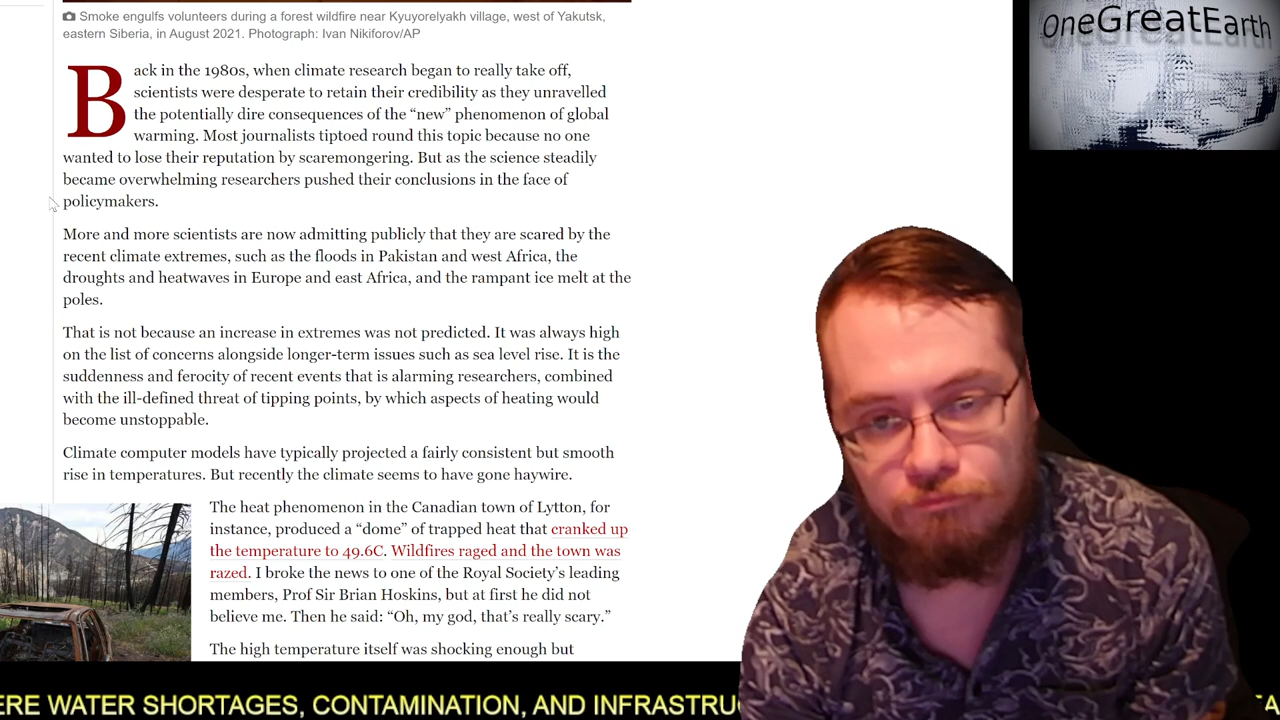 Smoke engulfs volunteers during a forest wildfire near Kyuyorelyakh village, west of Yakutsk,
eastern Siberia, in August 2021. Photograph: Ivan Nikiforov/AP
OneGreatEarth
Back in the 1980s, when climate research began to really take off,
scientists were desperate to retain their credibility as they unravelled
the potentially dire consequences of the “new” phenomenon of global
warming. Most journalists tiptoed round this topic because no one
wanted to lose their reputation by scaremongering. But as the science steadily
became overwhelming researchers pushed their conclusions in the face of
policymakers.
More and more scientists are now admitting publicly that they are scared by the
recent climate extremes, such as the floods in Pakistan and west Africa, the
droughts and heatwaves in Europe and east Africa, and the rampant ice melt at the
poles.
That is not because an increase in extremes was not predicted. It was always high
on the list of concerns alongside longer-term issues such as sea level rise. It is the
suddenness and ferocity of recent events that is alarming researchers, combined
with the ill-defined threat of tipping points, by which aspects of heating would
become unstoppable.
Climate computer models have typically projected a fairly consistent but smooth
rise in temperatures. But recently the climate seems to have gone haywire.
The heat phenomenon in the Canadian town of Lytton, for
instance, produced a “dome” of trapped heat that cranked up
the temperature to 49.6C. Wildfires raged and the town was
razed. I broke the news to one of the Royal Society’s leading
members, Prof Sir Brian Hoskins, but at first he did not
believe me. Then he said: “Oh, my god, that’s really scary.”
The high temperature itself was shocking enough but
ERE WATER SHORTAGES, CONTAMINATION, AND INFRASTRU